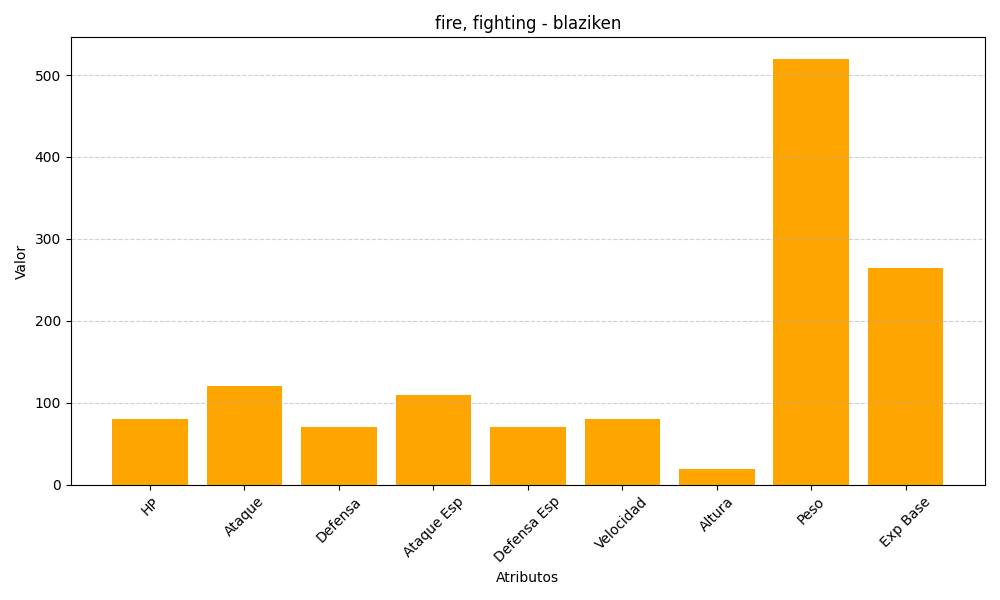 fire, fighting - blaziken
Valor
500
400
300
200
100
0
HP
Ataque
Defensa
Ataque Esp
Defensa Esp
Velocidad
Altura
Peso
Exp Base
Atributos